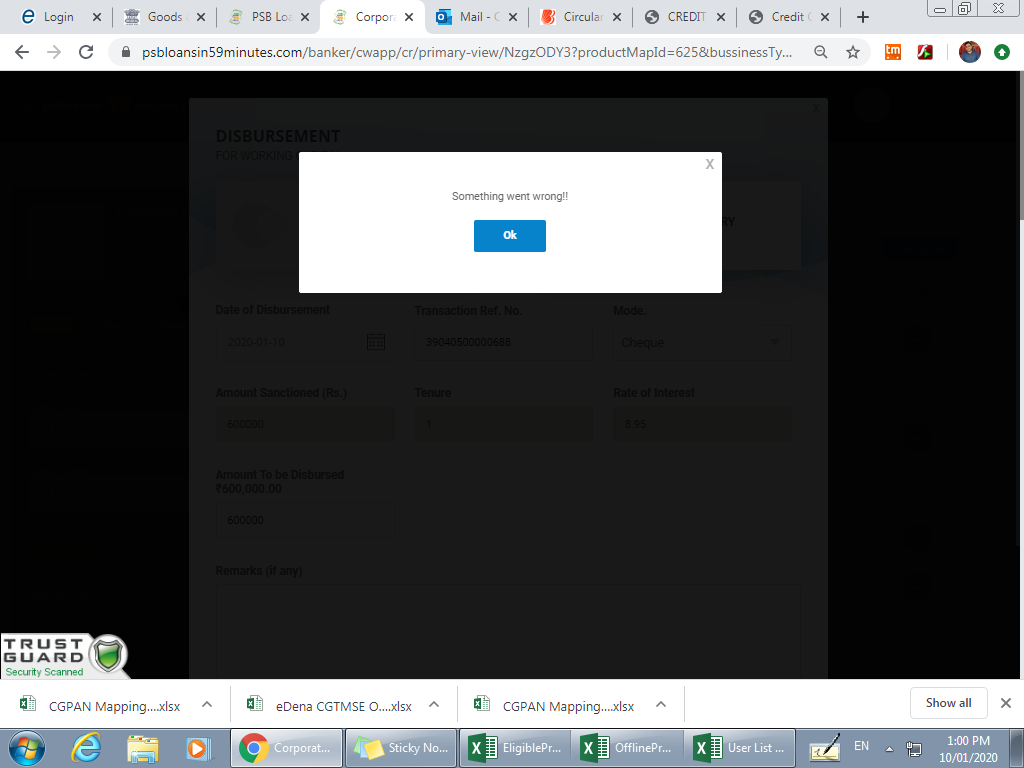 Login
Goods
PSB Loa
Corpora
Mail - C
Circular
CREDIT
Credit G
psbloansin59minutes.com/banker/cwapp/cr/primary-view/NzgzODY3?productMapId=625&bussinessTy...
X
DISBURSEMENT
FOR WORKING
X
Something went wrong!!
Ok
RY
Date of Disbursement
Transaction Ref. No.
Mode.
2020-01-10
39040500000688
Cheque
Amount Sanctioned (Rs.)
Tenure
Rate of Interest
600000
1
8.95
Amount To be Disbursed
₹600,000.00
600000
Remarks (if any)
TRUST
GUARD
Security Scanned
CGPAN Mapping....xlsx
eDena CGTMSE O....xlsx
CGPAN Mapping....xlsx
Show all
Corporat...
Sticky No...
EligiblePr...
OfflinePr...
User List ...
EN
1:00 PM
10/01/2020